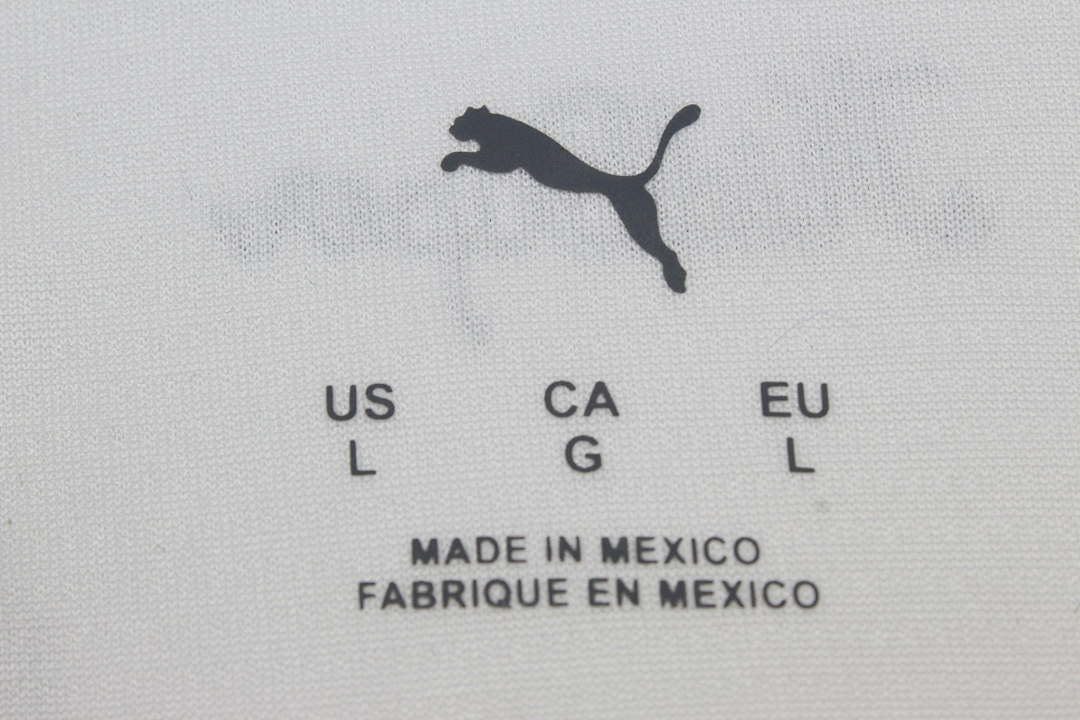 US CA EU
L G L
MADE IN MEXICO
FABRIQUE EN MEXICO